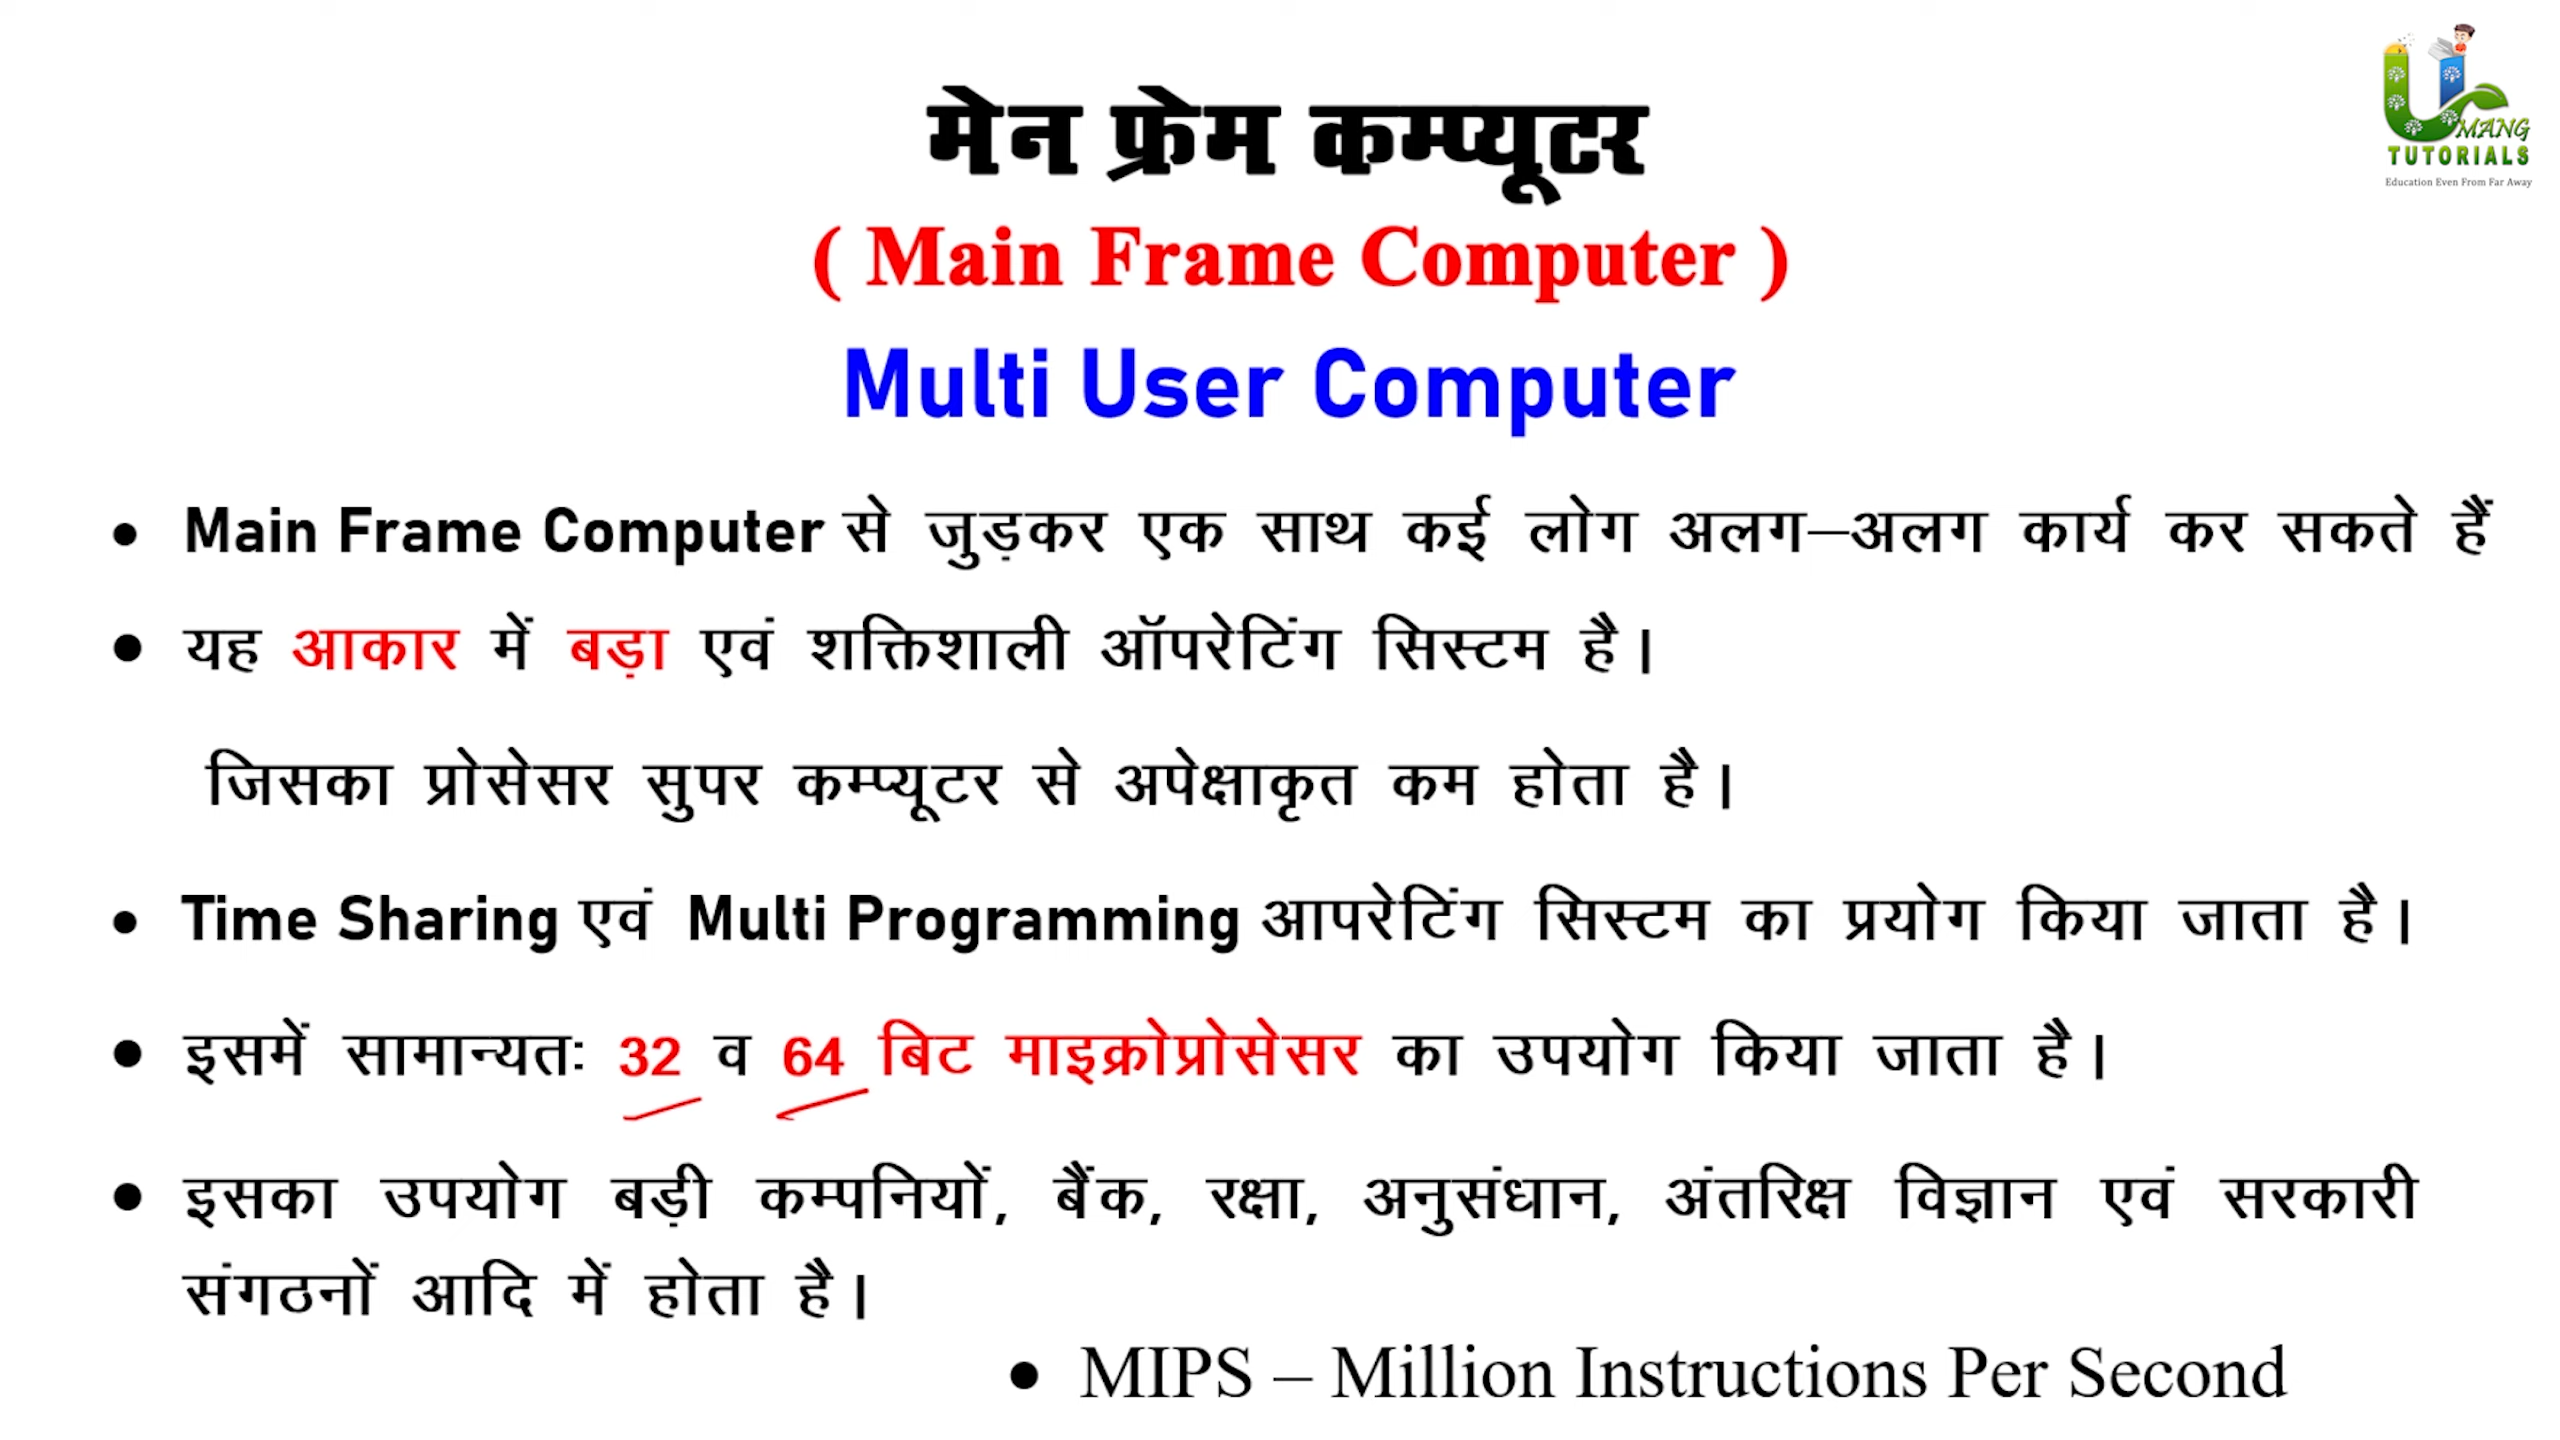 UMANG
TUTORIALS
Education Even From Far Away
मेन फ्रेम कम्प्यूटर
( Main Frame Computer )
Multi User Computer
• Main Frame Computer से जुड़कर एक साथ कई लोग अलग–अलग कार्य कर सकते हैं
• यह आकार में बड़ा एवं शक्तिशाली ऑपरेटिंग सिस्टम है।
जिसका प्रोसेसर सुपर कम्प्यूटर से अपेक्षाकृत कम होता है।
• Time Sharing एवं Multi Programming आपरेटिंग सिस्टम का प्रयोग किया जाता है।
• इसमें सामान्यतः 32 व 64 बिट माइक्रोप्रोसेसर का उपयोग किया जाता है।
• इसका उपयोग बड़ी कम्पनियों, बैंक, रक्षा, अनुसंधान, अंतरिक्ष विज्ञान एवं सरकारी
संगठनों आदि में होता है।
• MIPS – Million Instructions Per Second